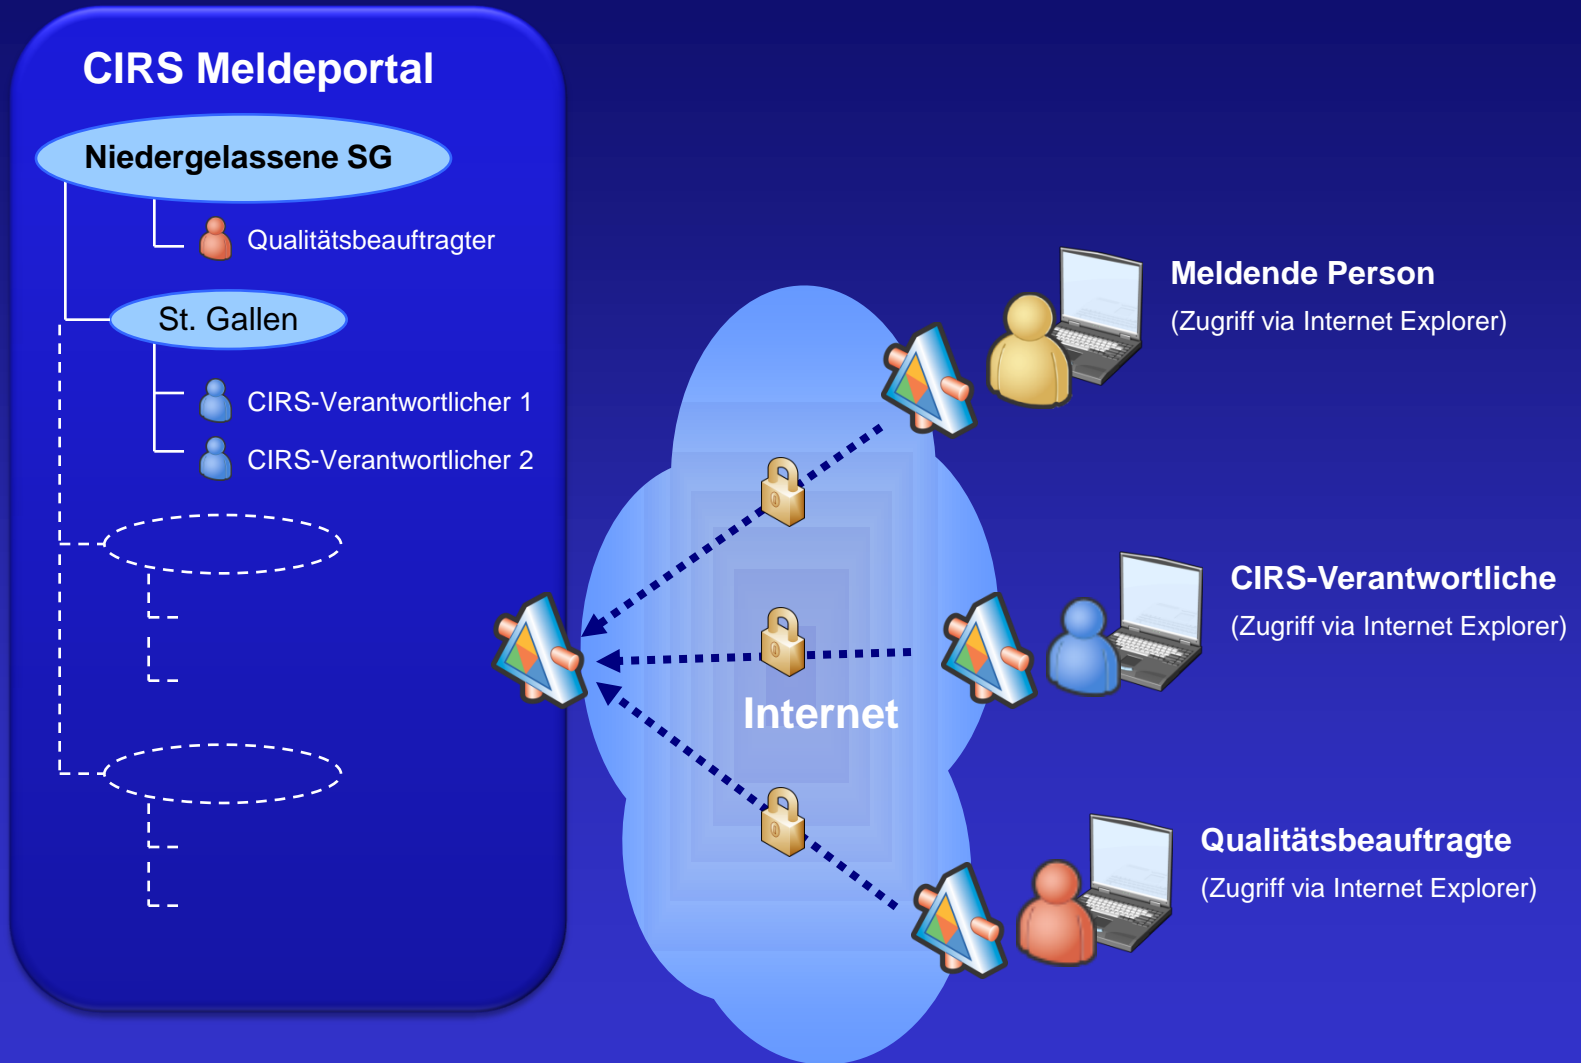 CIRS Meldeportal
Niedergelassene SG
Qualitätsbeauftragter
St. Gallen
CIRS-Verantwortlicher 1
CIRS-Verantwortlicher 2
Internet
Meldende Person
(Zugriff via Internet Explorer)
CIRS-Verantwortliche
(Zugriff via Internet Explorer)
Qualitätsbeauftragte
(Zugriff via Internet Explorer)